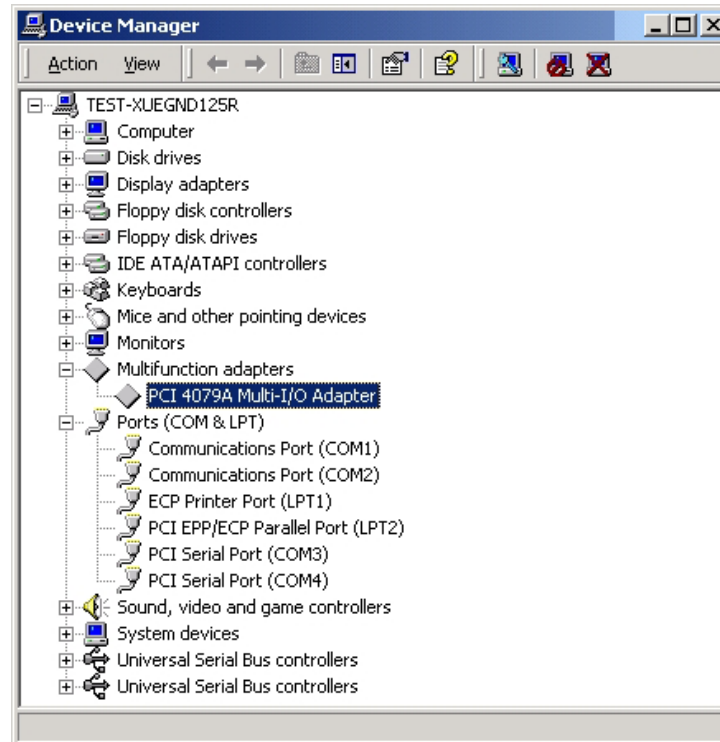 Device Manager
Action View
TEST-XUEGND125R
Computer
Disk drives
Display adapters
Floppy disk controllers
Floppy disk drives
IDE ATA/ATAPI controllers
Keyboards
Mice and other pointing devices
Monitors
Multifunction adapters
PCI 4079A Multi-I/O Adapter
Ports (COM & LPT)
Communications Port (COM1)
Communications Port (COM2)
ECP Printer Port (LPT1)
PCI EPP/ECP Parallel Port (LPT2)
PCI Serial Port (COM3)
PCI Serial Port (COM4)
Sound, video and game controllers
System devices
Universal Serial Bus controllers
Universal Serial Bus controllers